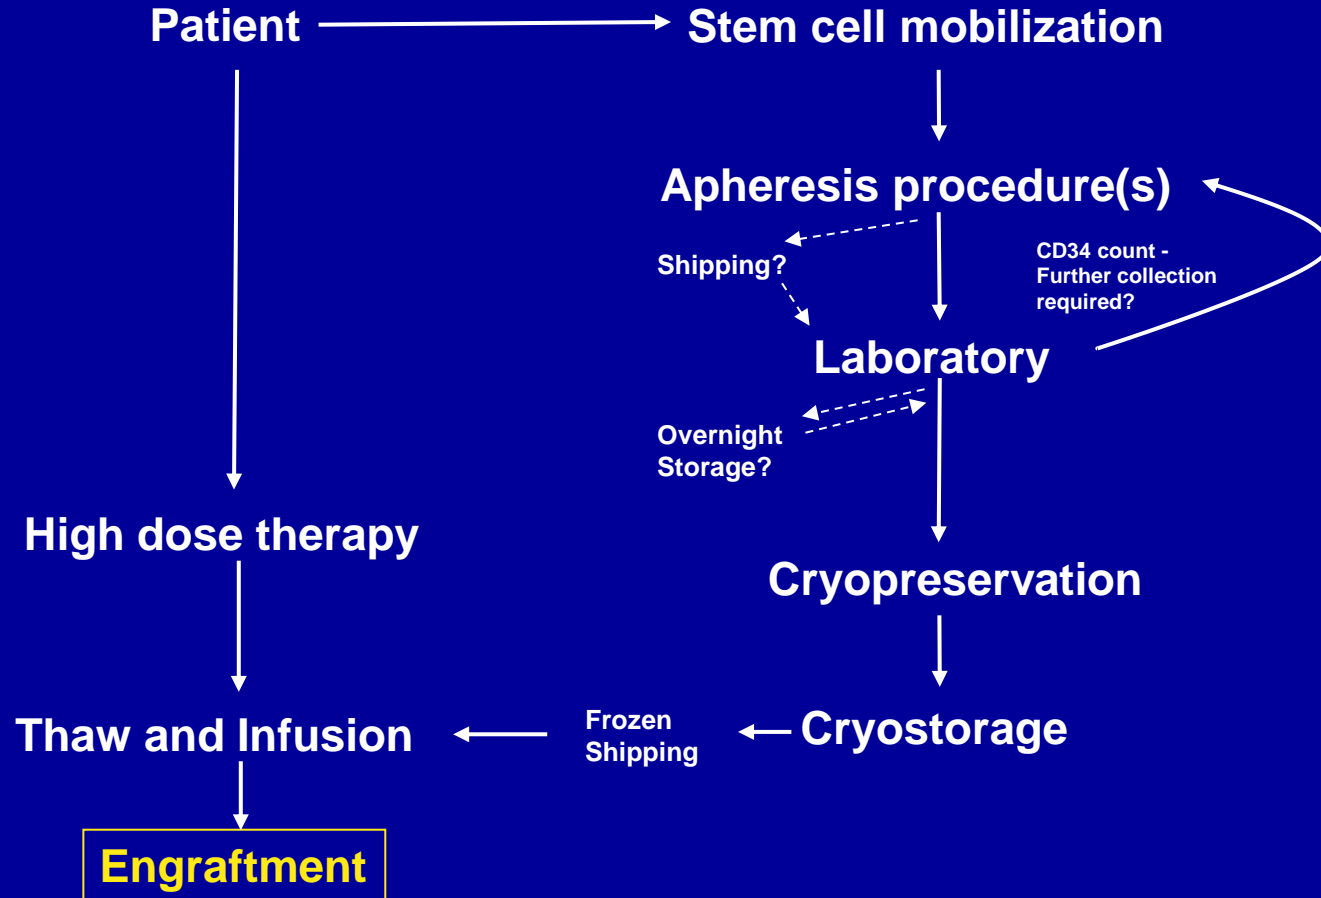 Patient
Stem cell mobilization
Apheresis procedure(s)
Shipping?
CD34 count -
Further collection
required?
Laboratory
Overnight
Storage?
High dose therapy
Cryopreservation
Thaw and Infusion
Frozen
Shipping
Cryostorage
Engraftment